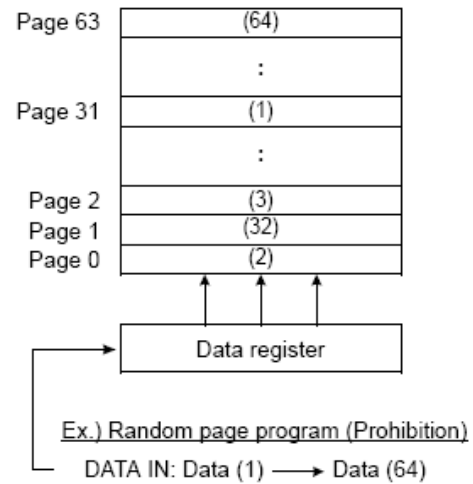 Page 63 (64)
:
Page 31 (1)
:
Page 2 (3)
Page 1 (32)
Page 0 (2)
Data register
Ex.) Random page program (Prohibition)
DATA IN: Data (1) → Data (64)